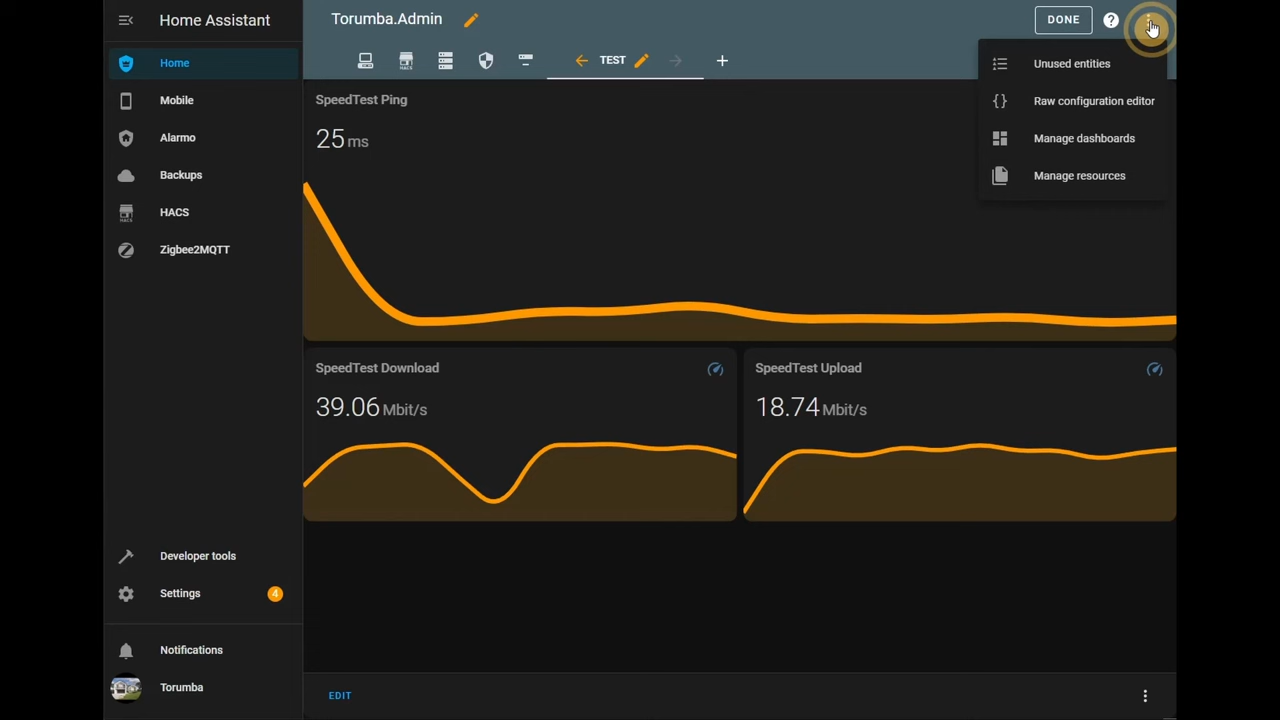 Home Assistant
Home
Mobile
Alarmo
Backups
HACS
HACS
Zigbee2MQTT
Developer tools
Settings
4
Notifications
Torumba
Torumba.Admin
DONE
?
HACS
TEST
Unused entities
Raw configuration editor
Manage dashboards
Manage resources
SpeedTest Ping
25 ms
SpeedTest Download
39.06 Mbit/s
SpeedTest Upload
18.74 Mbit/s
EDIT